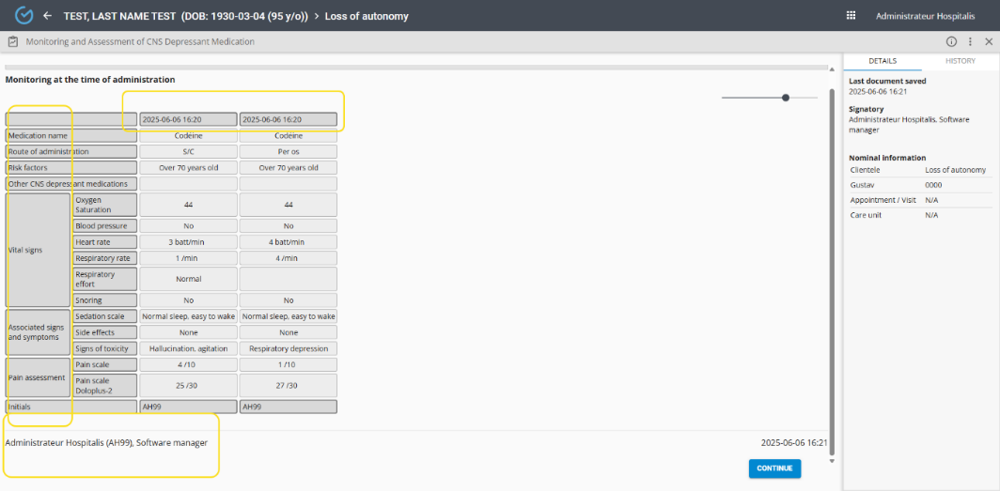 TEST, LAST NAME TEST (DOB: 1930-03-04 (95 y/o)) > Loss of autonomy
Administrateur Hospitalis
Monitoring and Assessment of CNS Depressant Medication
Monitoring at the time of administration
2025-06-06 16:20 2025-06-06 16:20
Medication name Codéine Codéine
Route of administration S/C Per os
Risk factors Over 70 years old Over 70 years old
Other CNS depressant medications
Vital signs
Oxygen
Saturation
44 44
Blood pressure No No
Heart rate 3 batt/min 4 batt/min
Respiratory rate 1 /min 4 /min
Respiratory
effort
Normal
Snoring No No
Associated signs
and symptoms
Sedation scale Normal sleep, easy to wake Normal sleep, easy to wake
Side effects None None
Signs of toxicity Hallucination, agitation Respiratory depression
Pain assessment
Pain scale 4 /10 1 /10
Pain scale
Doloplus-2
25 /30 27 /30
Initials AH99 AH99
Administrateur Hospitalis (AH99), Software manager
2025-06-06 16:21
CONTINUE
DETAILS HISTORY
Last document saved
2025-06-06 16:21
Signatory
Administrateur Hospitalis, Software
manager
Nominal information
Clientele Loss of autonomy
Gustav 0000
Appointment / Visit N/A
Care unit N/A